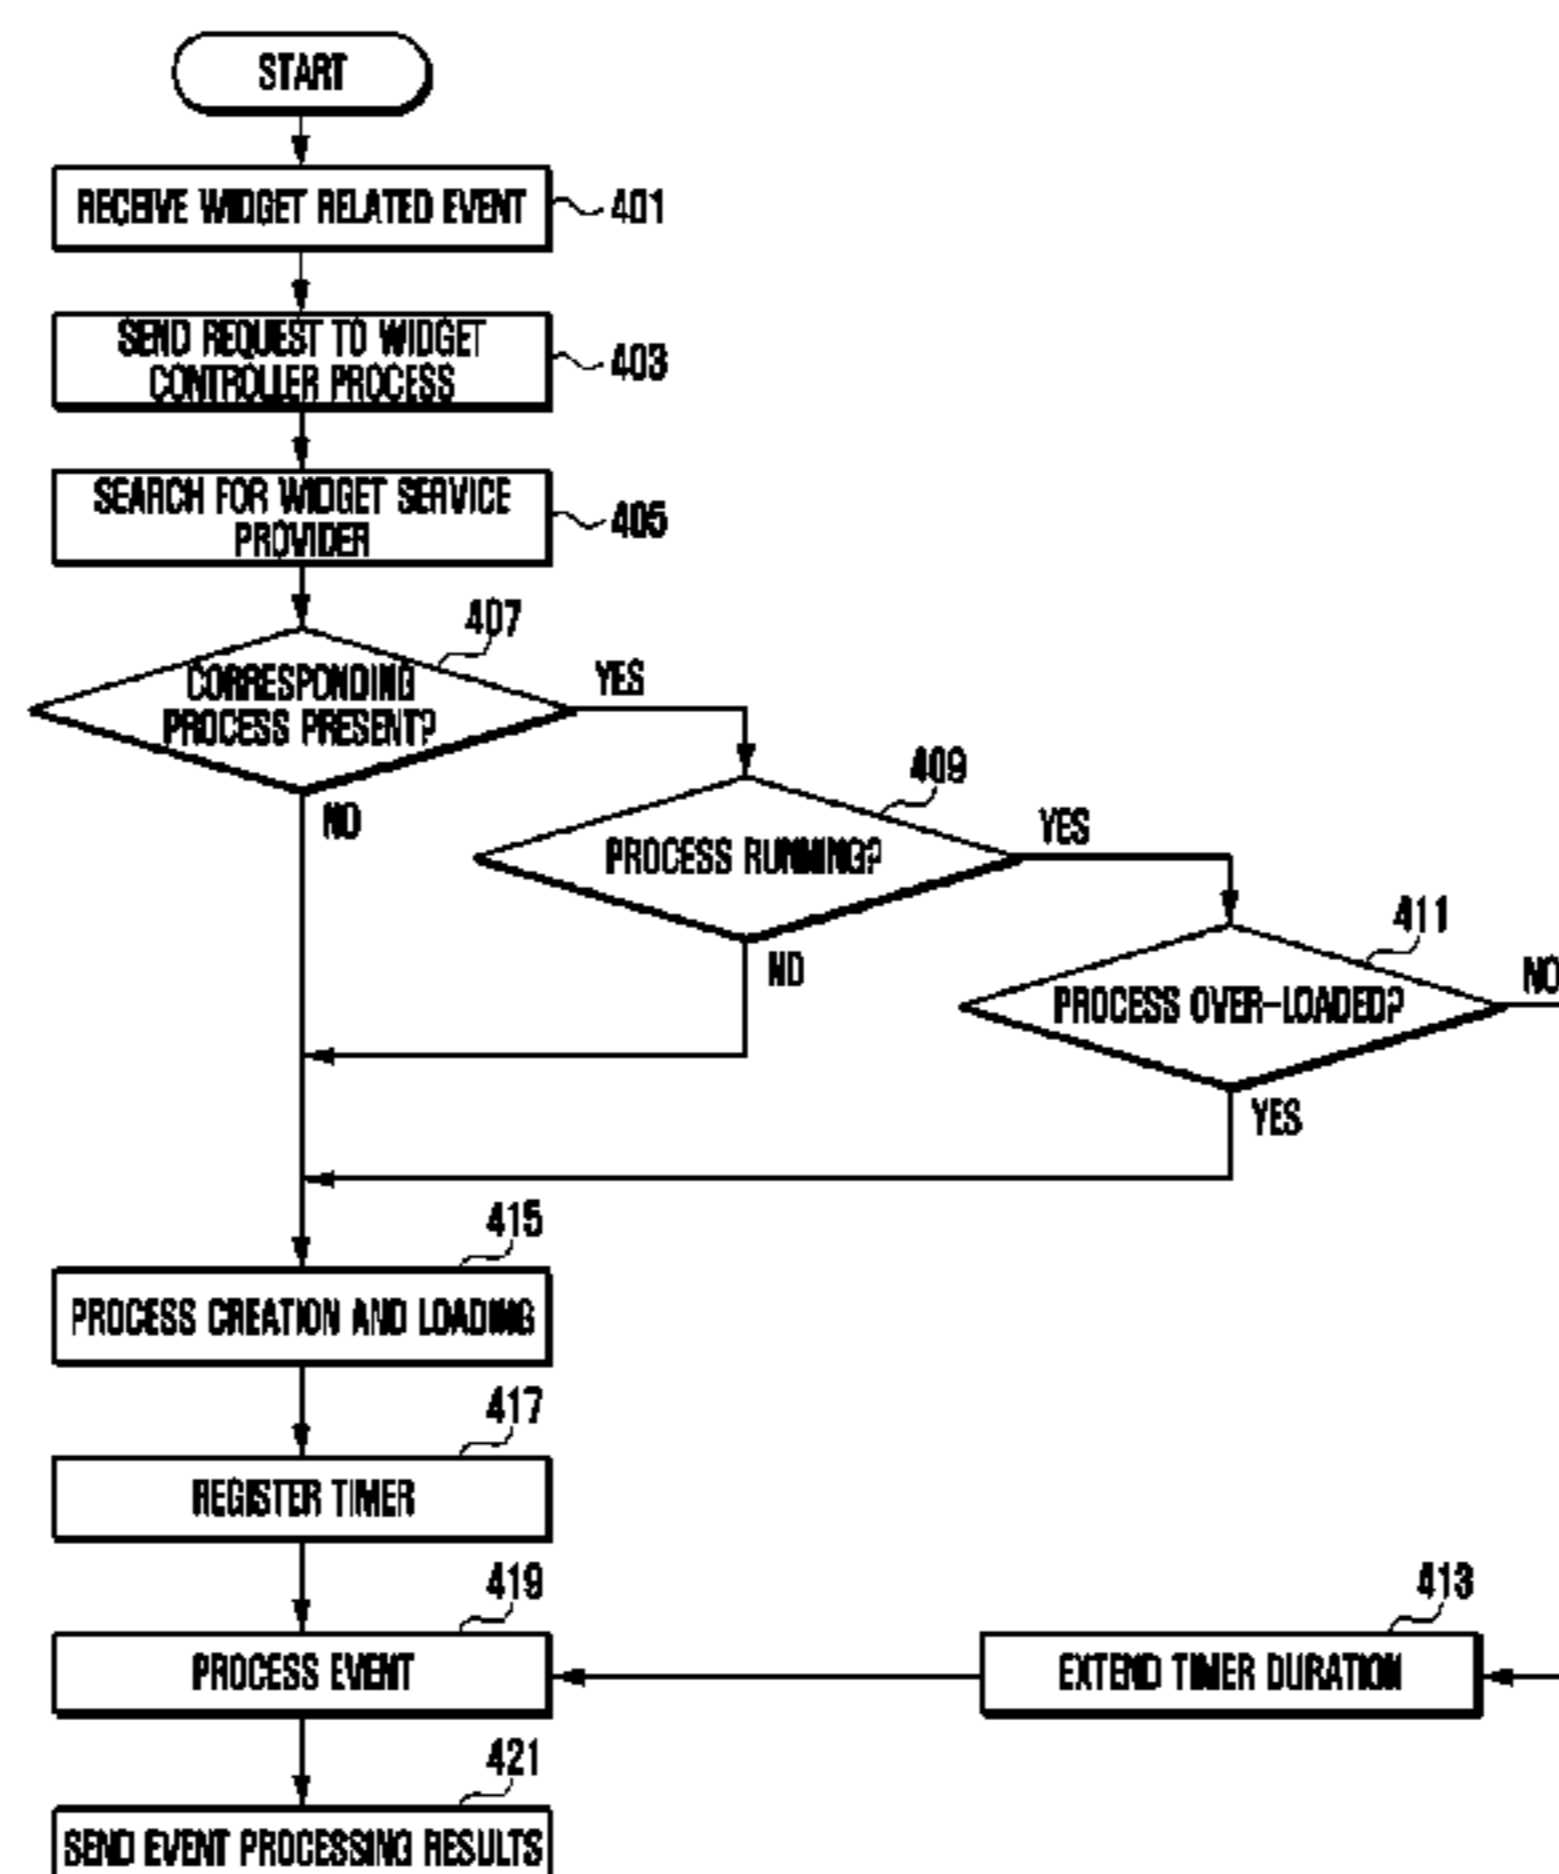 START
RECEIVE WIDGET RELATED EVENT
401
SEND REQUEST TO WIDGET
CONTROLLER PROCESS
403
SEARCH FOR WIDGET SERVICE
PROVIDER
405
407
CORRESPONDING
PROCESS PRESENT?
YES
NO
409
PROCESS RUNNING?
YES
NO
411
PROCESS OVER-LOADED?
NO
YES
415
PROCESS CREATION AND LOADING
417
REGISTER TIMER
419
PROCESS EVENT
413
EXTEND TIMER DURATION
421
SEND EVENT PROCESSING RESULTS